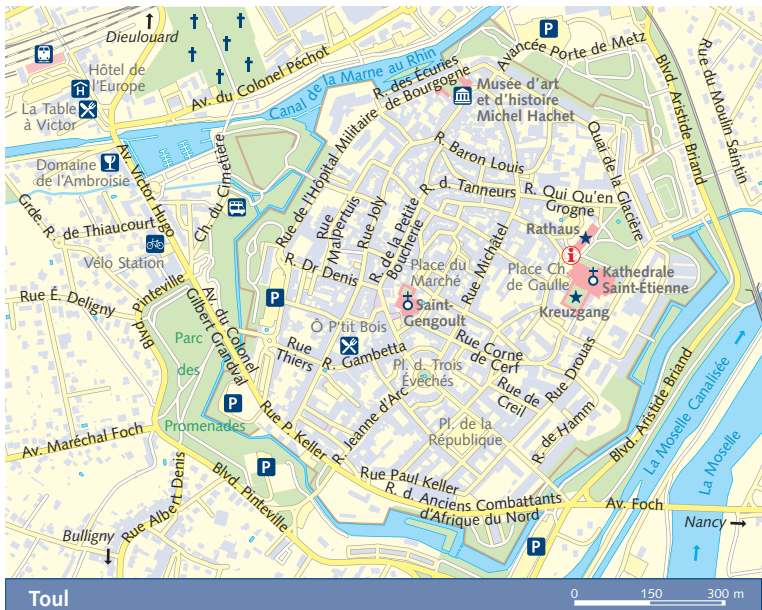 Dieulouard
P
Avancée Porte de Metz
Rue du Moulin Saintin
Blvd. Aristide Briand
Hôtel de
l'Europe
Av. du Colonel Péchot
Canal de la Marne au Rhin
R. des Écuries
de Bourgogne
Musée d'art
et d'histoire
Michel Hachet
La Table
à Victor
Domaine
de l'Ambroisie
Av. Victor Hugo
Ch. du Cimetière
Rue de l'Hôpital Militaire
R. Baron Louis
Quai de la Glacière
Grde. R. de Thiaucourt
Rue
Malpertuis
Rue Joly
R. de la Petite
Boucherie
R. d. Tanneurs
R. Qui Qu'en
Grogne
Rathaus
i
Vélo Station
R. Dr Denis
Place du
Marché
Rue Michâtel
Place Ch.
de Gaulle
Kathedrale
Saint-Étienne
Kreuzgang
Rue É. Deligny
Blvd
Pinteville
P
Saint-
Gengoult
Ô P'tit Bois
Parc
des
Promenades
Gilbert Grandval
Av. du Colonel
Rue
Thiers
R. Gambetta
Rue Corne
de Cerf
Rue Drouas
Pl. d. Trois
Évêchés
Rue de
Creil
Blvd. Aristide Briand
La Moselle Canalisée
La Moselle
P
R. Jeanne d'Arc
Pl. de la
République
R. de Hamm
Av. Maréchal Foch
Rue P. Keller
Rue Paul Keller
P
Rue Albert Denis
Blvd. Pinteville
R. d. Anciens Combattants
d'Afrique du Nord
Av. Foch
Nancy
Bulligny
P
Toul
0 150 300 m